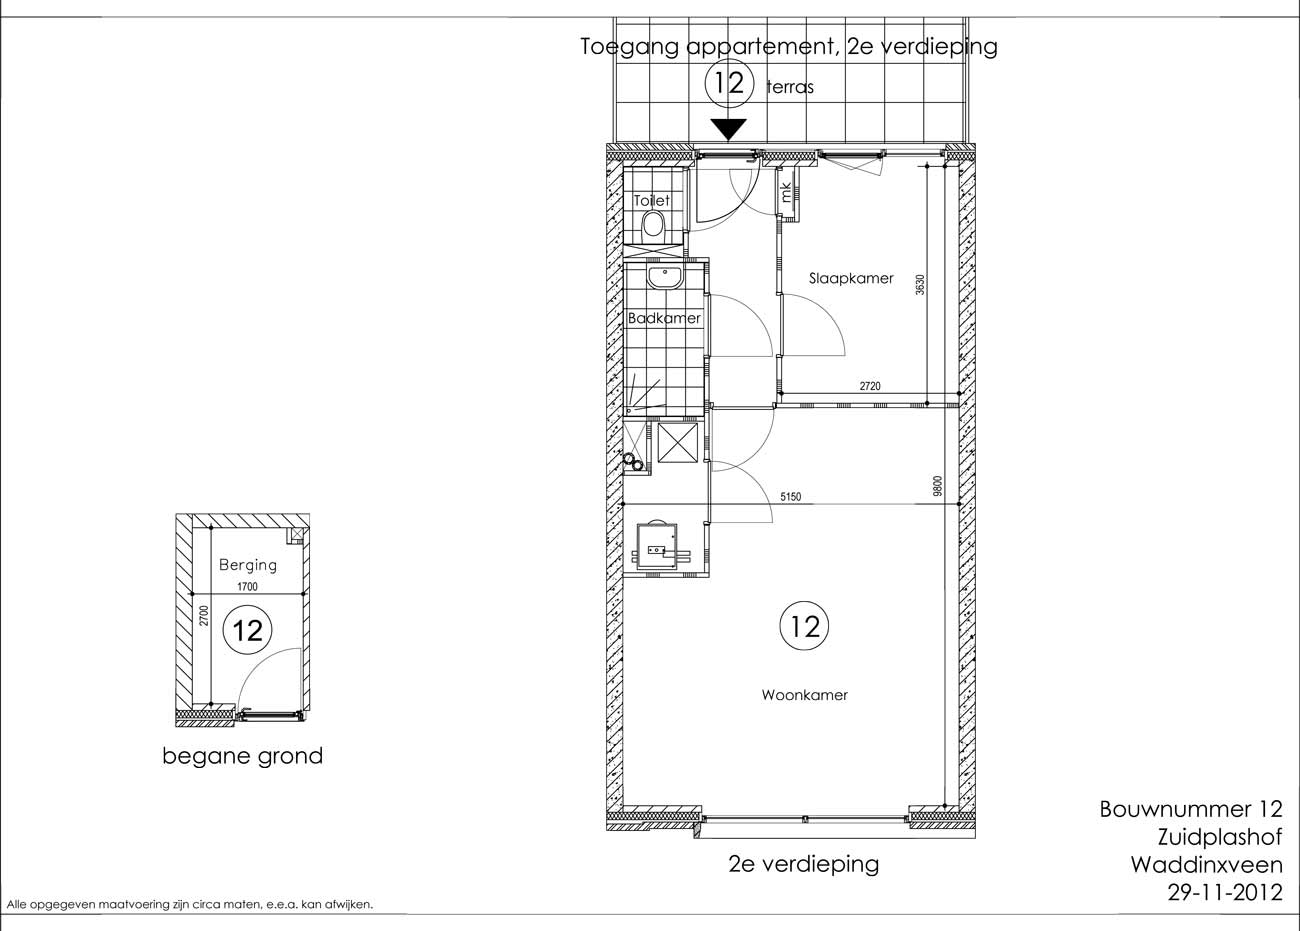 Toegang appartement, 2e verdieping
12
terras
Toilet
mk
Slaapkamer
3630
Badkamer
2720
5150
9800
12
Woonkamer
2e verdieping
Berging
1700
2700
12
begane grond
Bouwnummer 12
Zuidplashof
Waddinxveen
29-11-2012
Alle opgegeven maatvoering zijn circa maten, e.e.a. kan afwijken.